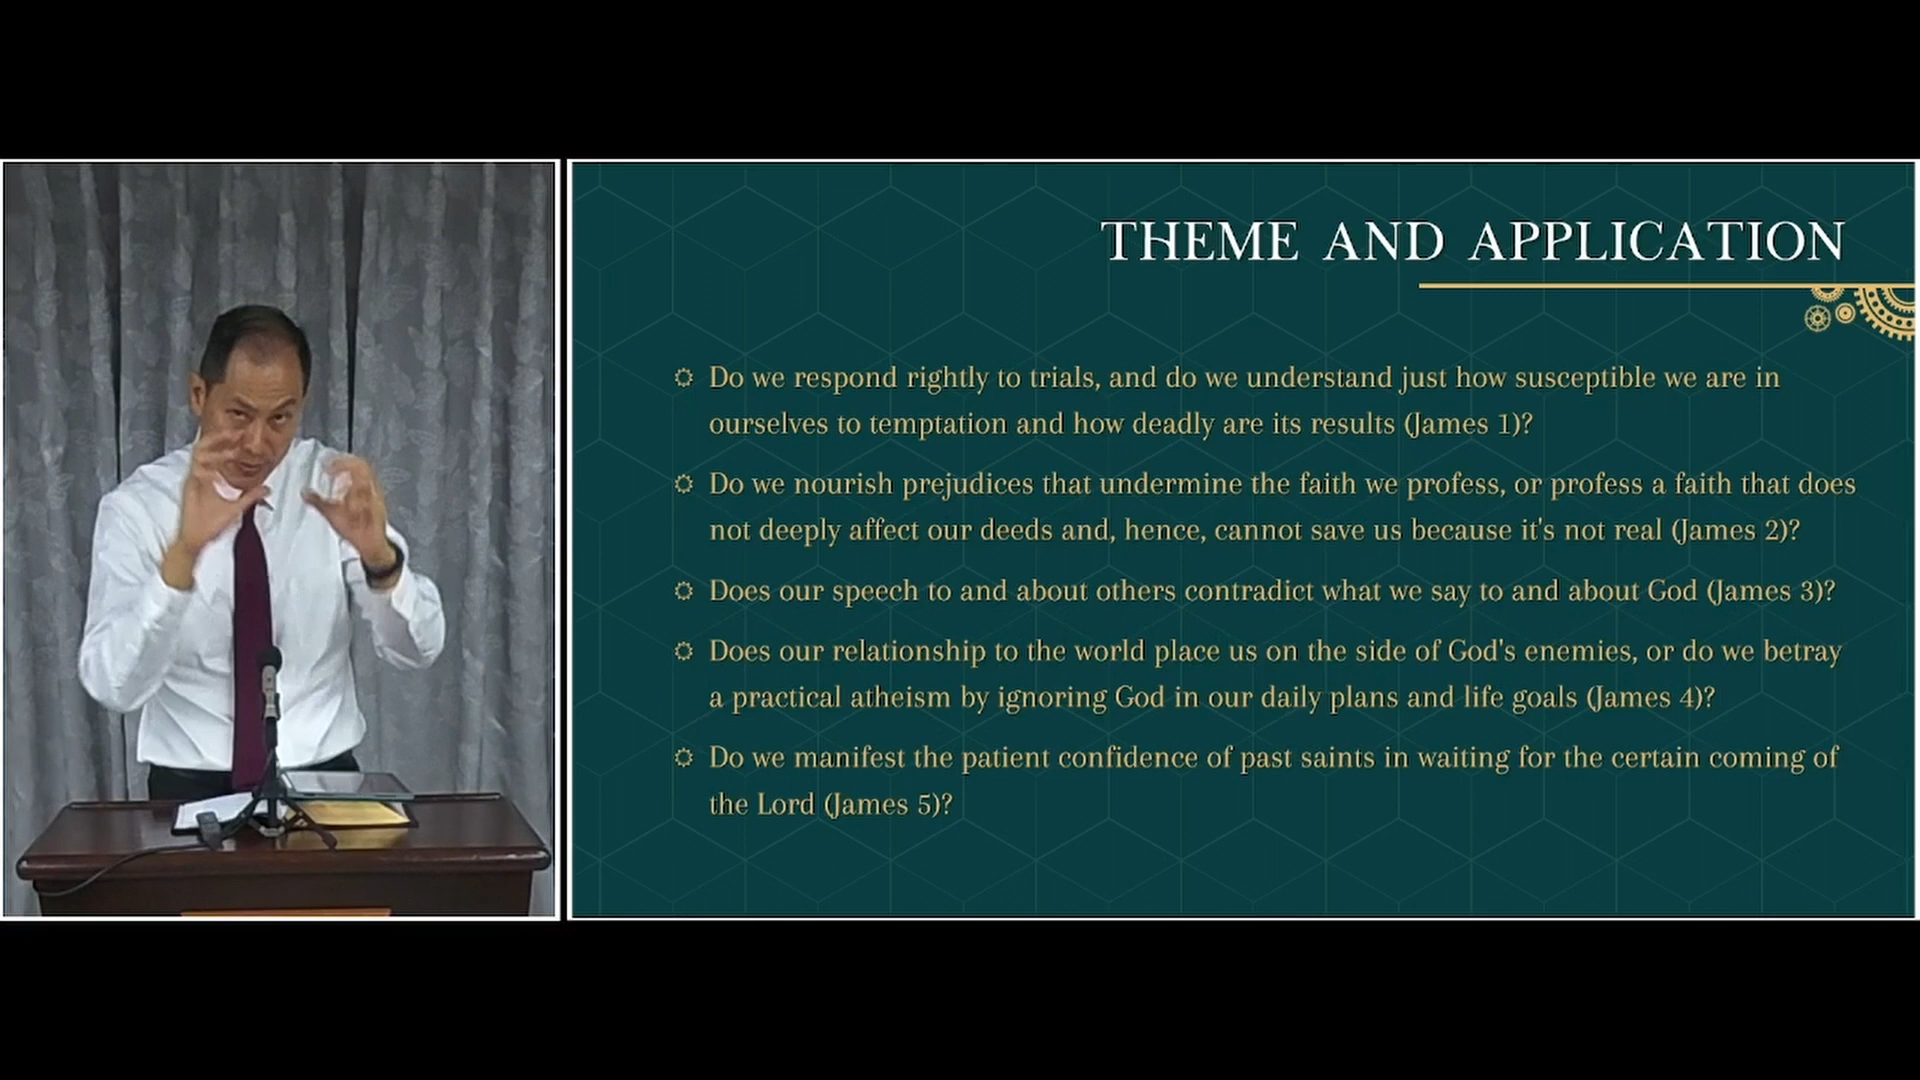 THEME AND APPLICATION
Do we respond rightly to trials, and do we understand just how susceptible we are in
ourselves to temptation and how deadly are its results (James 1)?
Do we nourish prejudices that undermine the faith we profess, or profess a faith that does
not deeply affect our deeds and, hence, cannot save us because it's not real (James 2)?
Does our speech to and about others contradict what we say to and about God (James 3)?
Does our relationship to the world place us on the side of God's enemies, or do we betray
a practical atheism by ignoring God in our daily plans and life goals (James 4)?
Do we manifest the patient confidence of past saints in waiting for the certain coming of
the Lord (James 5)?